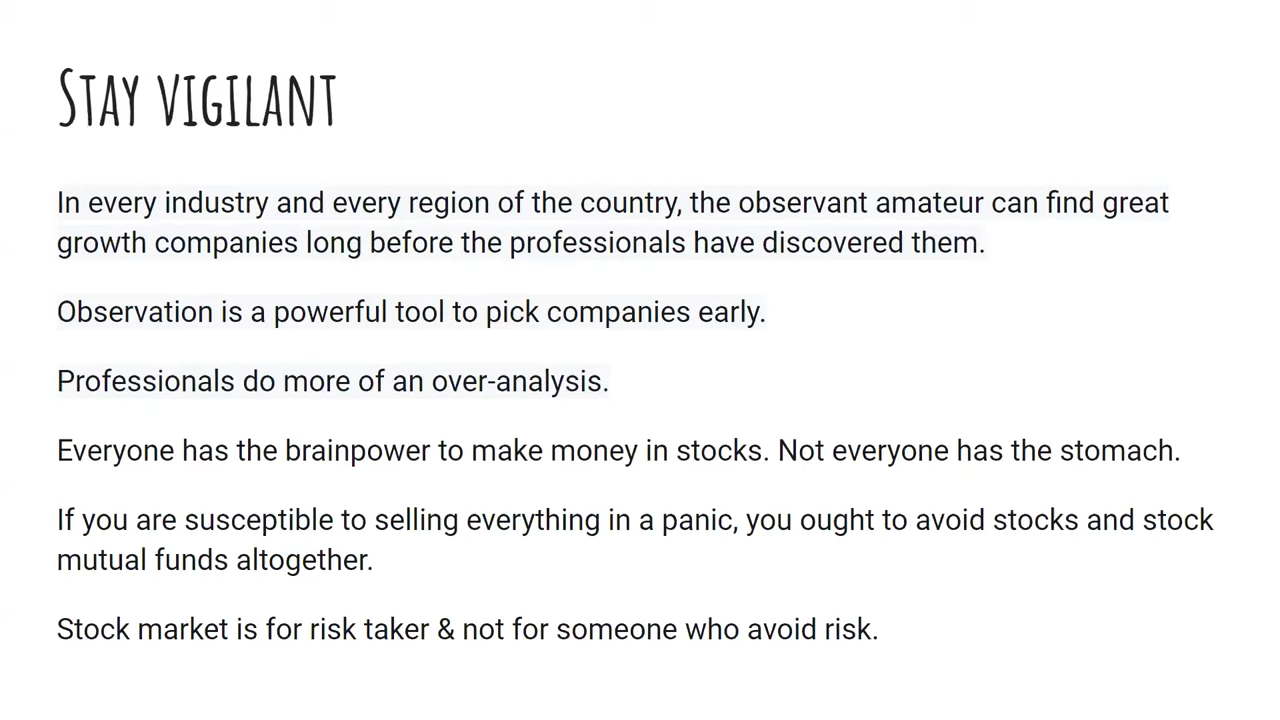 Stay vigilant
In every industry and every region of the country, the observant amateur can find great
growth companies long before the professionals have discovered them.
Observation is a powerful tool to pick companies early.
Professionals do more of an over-analysis.
Everyone has the brainpower to make money in stocks. Not everyone has the stomach.
If you are susceptible to selling everything in a panic, you ought to avoid stocks and stock
mutual funds altogether.
Stock market is for risk taker & not for someone who avoid risk.